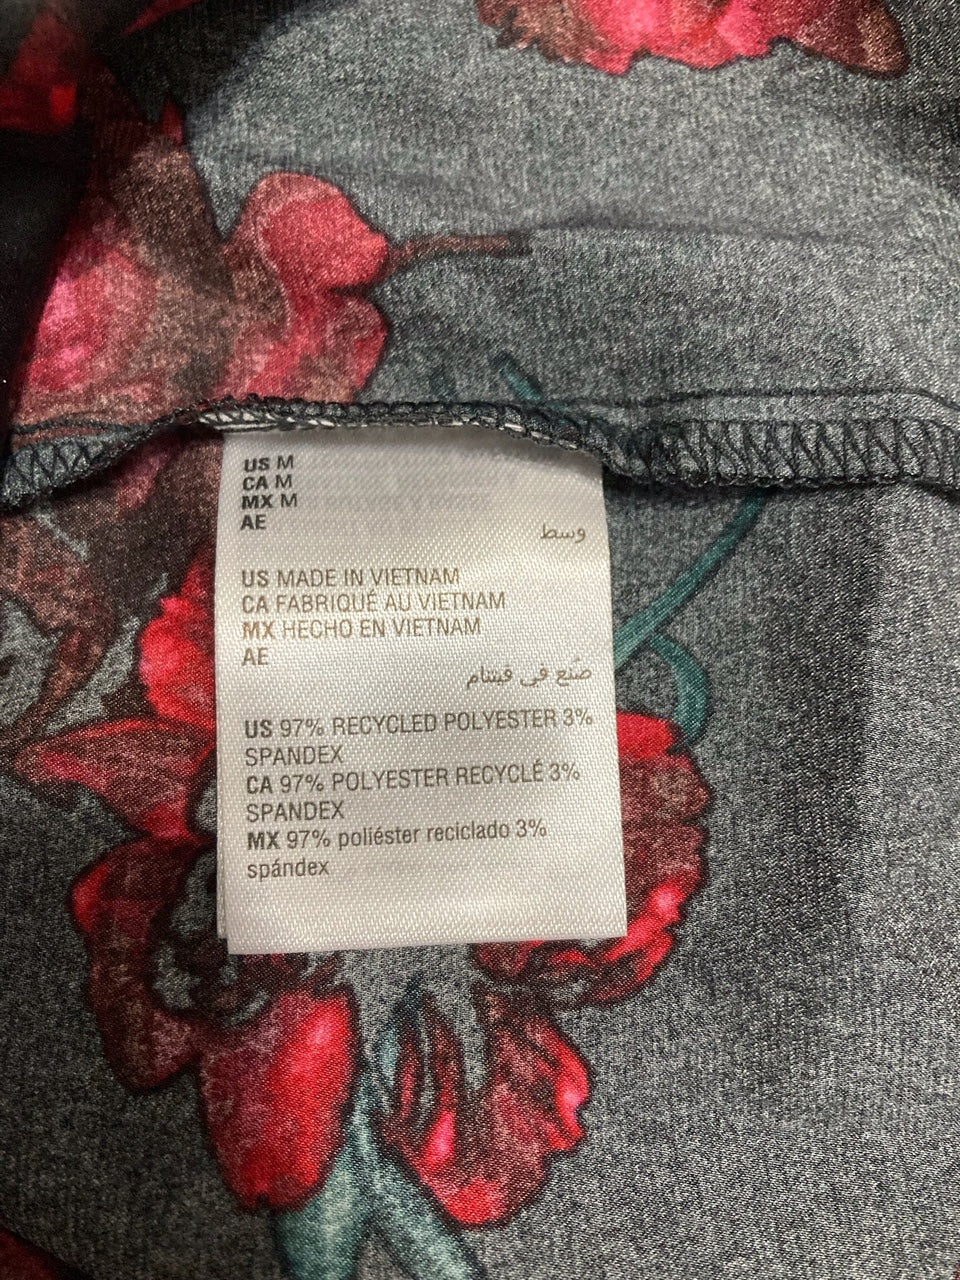 US M
CA M
MX M
AE
وسط
US MADE IN VIETNAM
CA FABRIQUÉ AU VIETNAM
MX HECHO EN VIETNAM
AE
صُنع في فيتنام
US 97% RECYCLED POLYESTER 3%
SPANDEX
CA 97% POLYESTER RECYCLÉ 3%
SPANDEX
MX 97% poliéster reciclado 3%
spándex